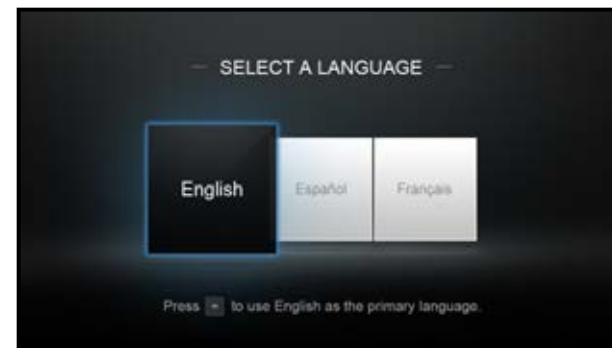 SELECT A LANGUAGE
English Español Français
Press to use English as the primary language.